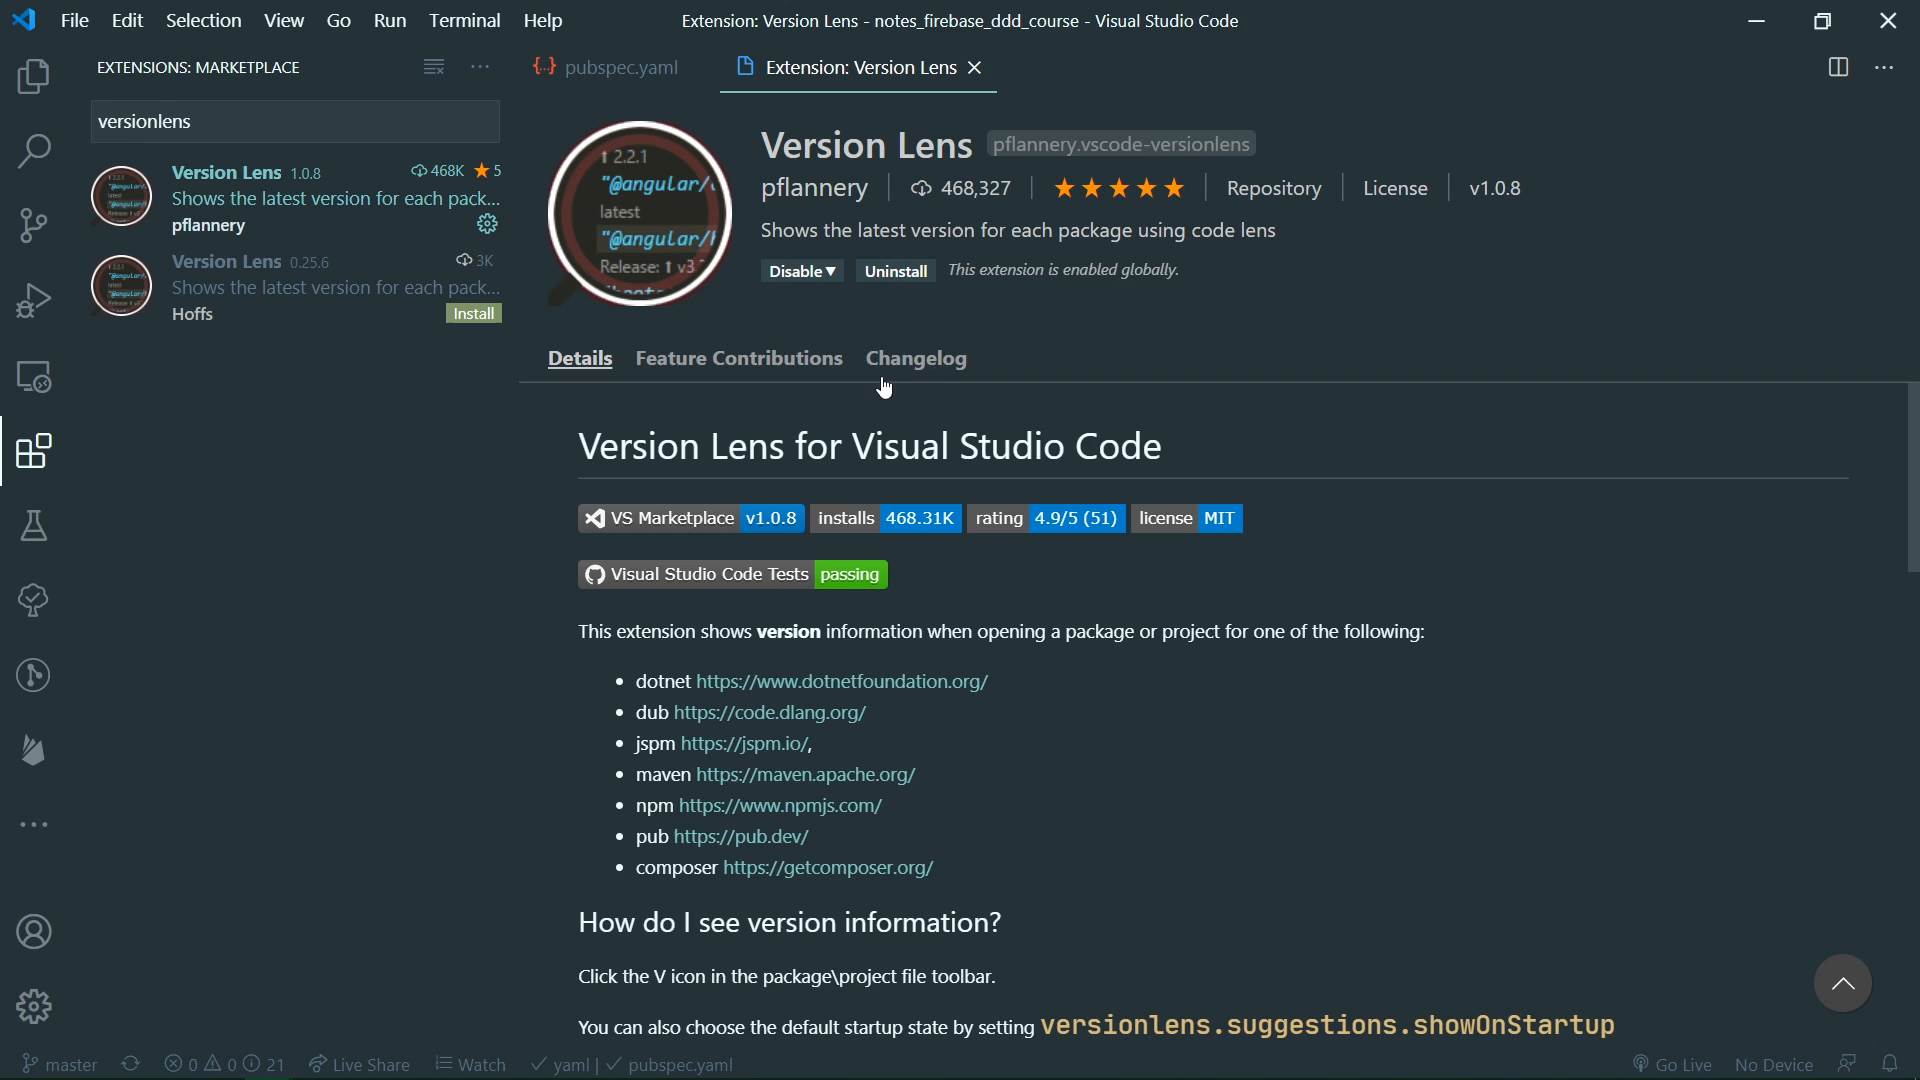 File Edit Selection View Go Run Terminal Help
Extension: Version Lens - notes_firebase_ddd_course - Visual Studio Code
EXTENSIONS: MARKETPLACE
pubspec.yaml
Extension: Version Lens
versionlens
Version Lens 1.0.8 468K 5
Shows the latest version for each pack...
pflannery
Version Lens 0.25.6 3K
Shows the latest version for each pack...
Hoffs
Install
2.2.1
"@angular/
latest
"@angular/
Release: v3
Version Lens pflannery.vscode-versionlens
pflannery 468,327 Repository License v1.0.8
Shows the latest version for each package using code lens
Disable Uninstall This extension is enabled globally.
Details Feature Contributions Changelog
Version Lens for Visual Studio Code
VS Marketplace v1.0.8 installs 468.31K rating 4.9/5 (51) license MIT
Visual Studio Code Tests passing
This extension shows version information when opening a package or project for one of the following:
• dotnet https://www.dotnetfoundation.org/
• dub https://code.dlang.org/
• jspm https://jspm.io/,
• maven https://maven.apache.org/
• npm https://www.npmjs.com/
• pub https://pub.dev/
• composer https://getcomposer.org/
How do I see version information?
Click the V icon in the package\project file toolbar.
You can also choose the default startup state by setting versionlens.suggestions.showOnStartup
master 0 0 21 Live Share Watch yaml | pubspec.yaml
Go Live No Device